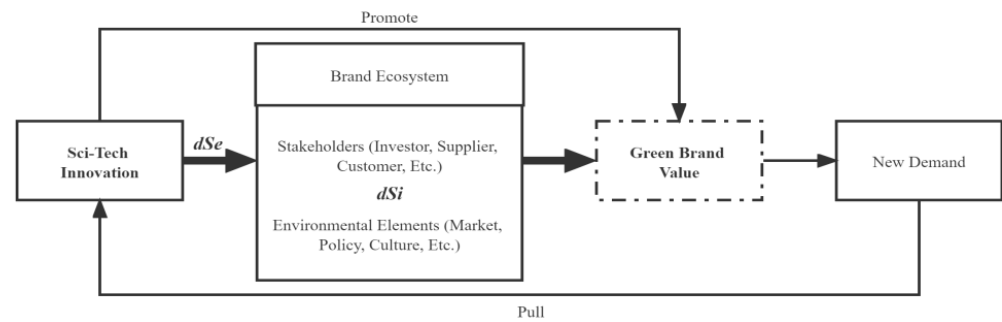 Promote
Brand Ecosystem
dSe
Sci-Tech
Innovation
Stakeholders (Investor, Supplier,
Customer, Etc.)
dSi
Environmental Elements (Market,
Policy, Culture, Etc.)
Green Brand
Value
New Demand
Pull